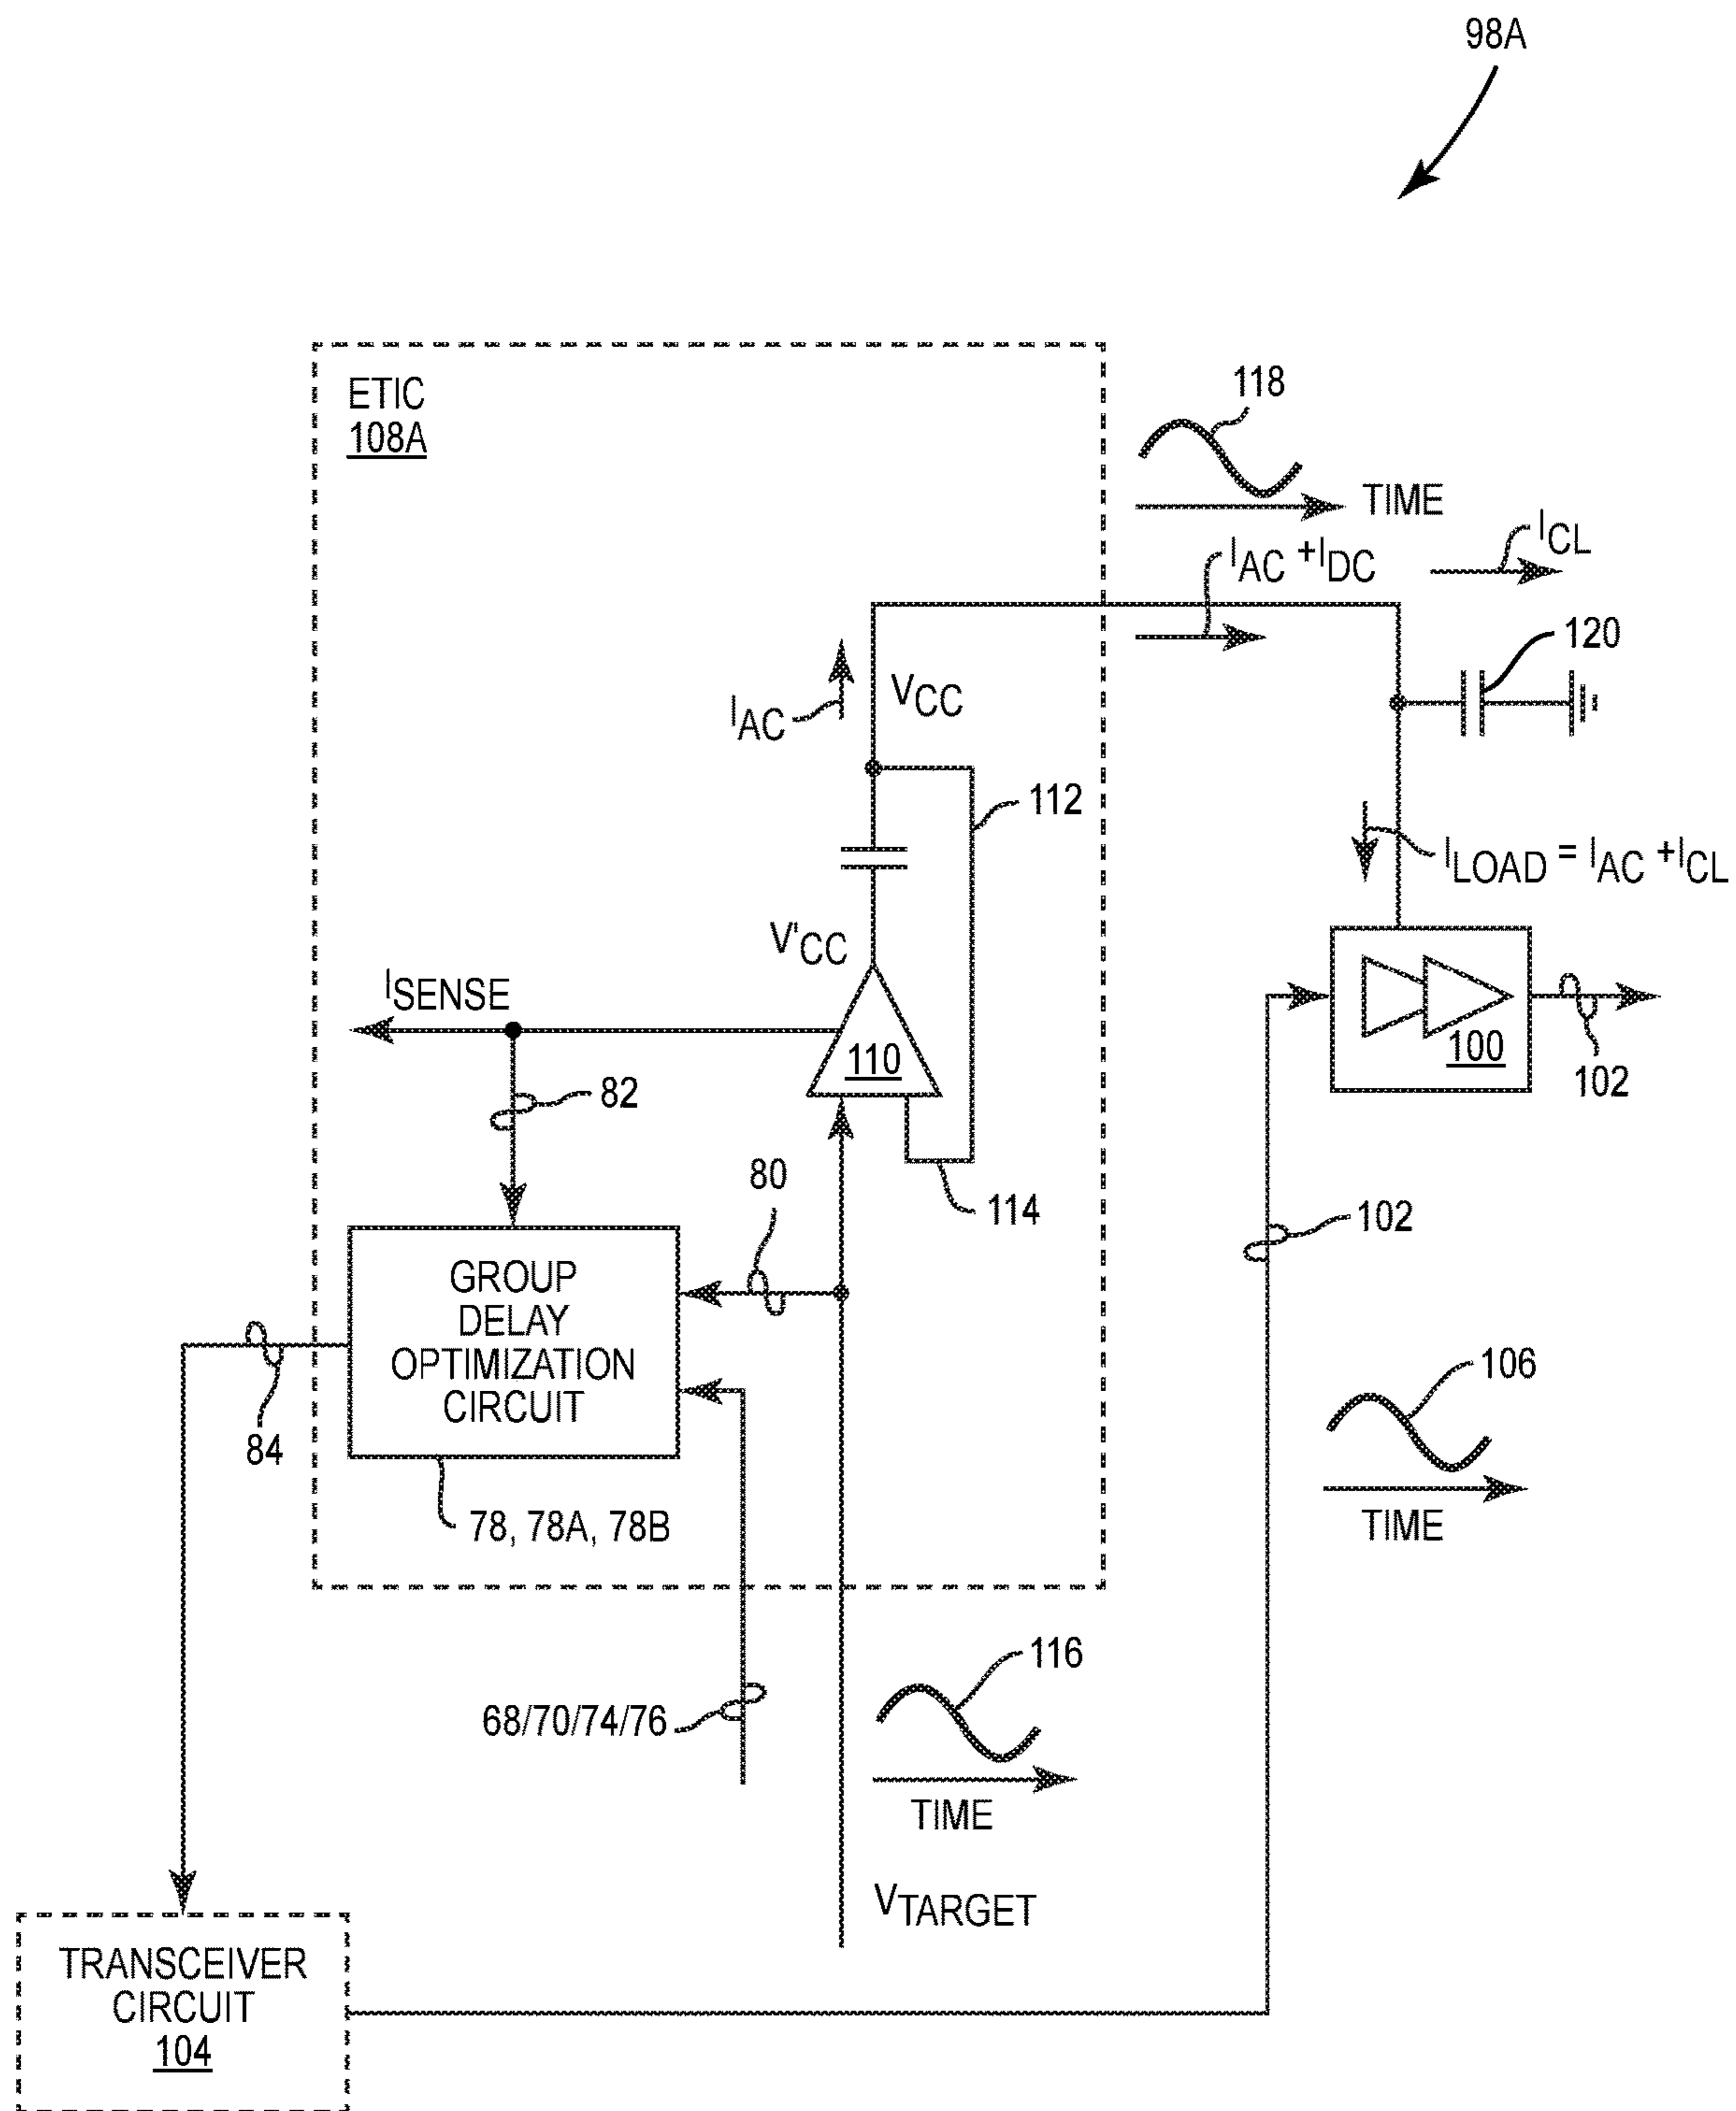 98A
ETIC
108A
118
TIME
ICL
IAC +IDC
120
VCC
IAC
112
ILOAD = IAC +ICL
V'CC
ISENSE
110
100
102
82
80
114
102
GROUP
DELAY
OPTIMIZATION
CIRCUIT
106
84
78, 78A, 78B
TIME
116
68/70/74/76
TIME
VTARGET
TRANSCEIVER
CIRCUIT
104